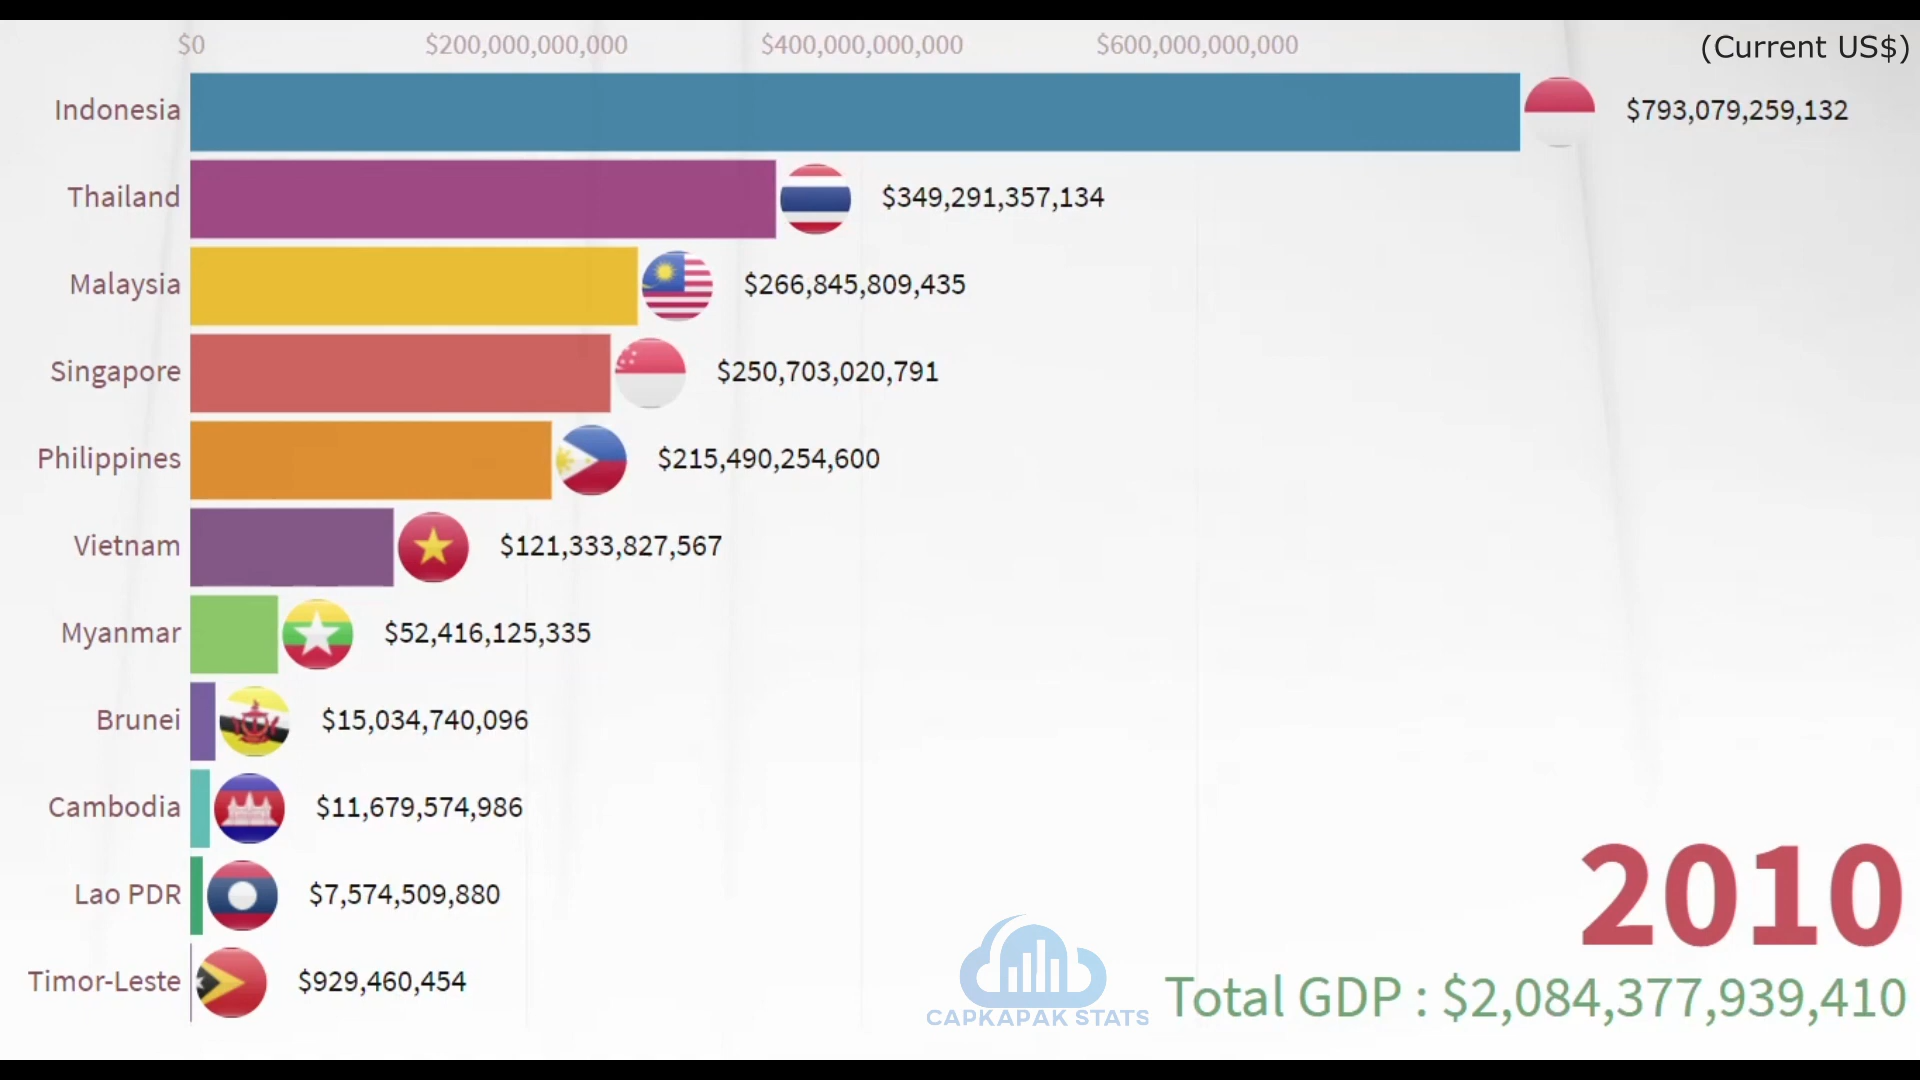 $0 $200,000,000,000 $400,000,000,000 $600,000,000,000 (Current US$)
Indonesia $793,079,259,132
Thailand $349,291,357,134
Malaysia $266,845,809,435
Singapore $250,703,020,791
Philippines $215,490,254,600
Vietnam $121,333,827,567
Myanmar $52,416,125,335
Brunei $15,034,740,096
Cambodia $11,679,574,986
Lao PDR $7,574,509,880
Timor-Leste $929,460,454
2010
Total GDP : $2,084,377,939,410
CAPKAPAK STATS